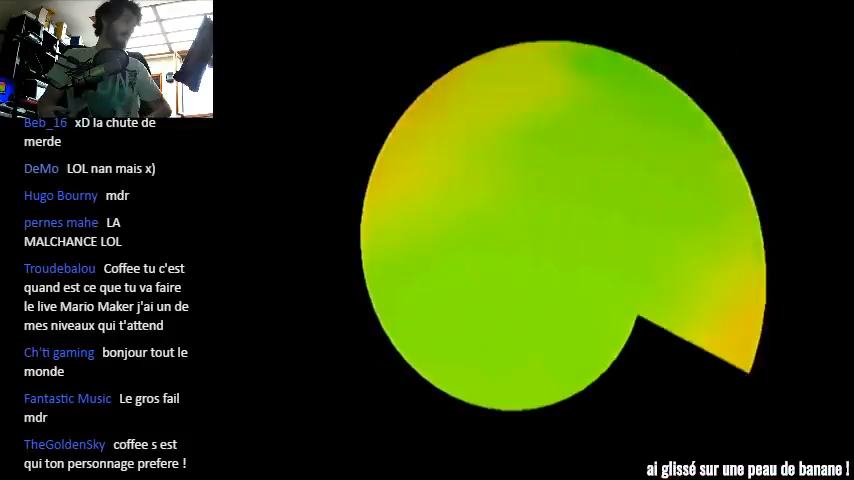 Beb_16 xD la chute de
merde
DeMo LOL nan mais x)
Hugo Bourny mdr
pernes mahe LA
MALCHANCE LOL
Troudebalou Coffee tu c'est
quand est ce que tu va faire
le live Mario Maker j'ai un de
mes niveaux qui t'attend
Ch'ti gaming bonjour tout le
monde
Fantastic Music Le gros fail
mdr
TheGoldenSky coffee s est
qui ton personnage prefere !
ai glissé sur une peau de banane !